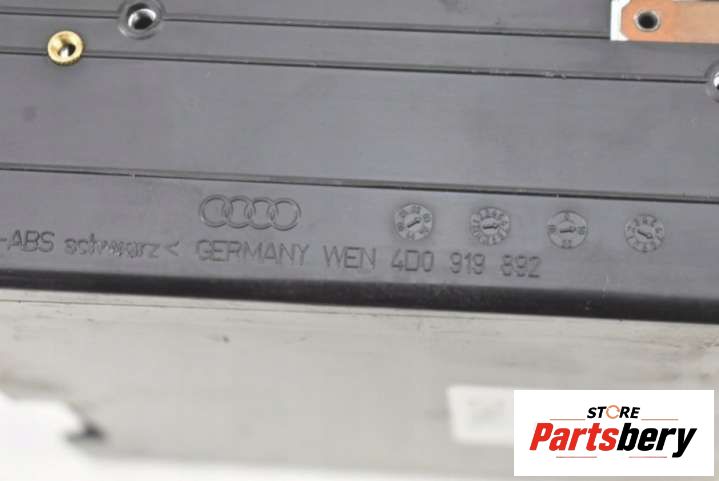 -ABS schwarz< GERMANY WEN 4D0 919 892
STORE
Partsbery